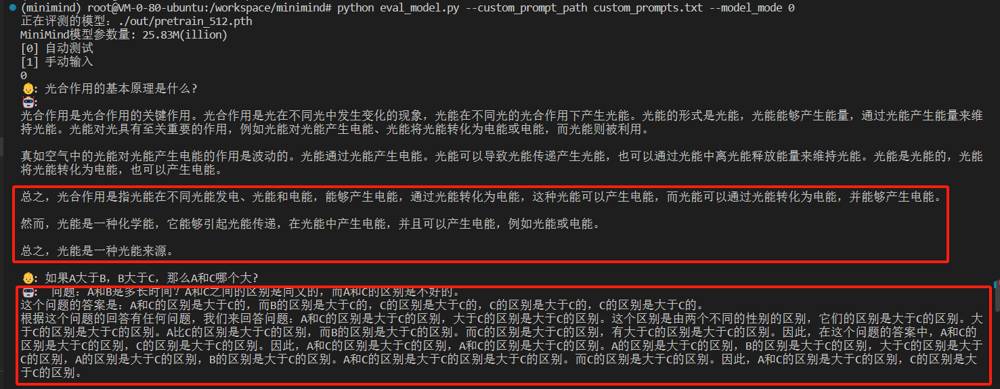 (minimind) root@VM-0-80-ubuntu:/workspace/minimind# python eval_model.py --custom_prompt_path custom_prompts.txt --model_mode 0
正在评测的模型：./out/pretrain_512.pth
MiniMind模型参数量: 25.83M(illion)
[0] 自动测试
[1] 手动输入
0
👶: 光合作用的基本原理是什么?
🤖️:
光合作用是光合作用的关键作用。光合作用是光在不同光中发生变化的现象，光能在不同光的光合作用下产生光能。光能的形式是光能，光能能够产生能量，通过光能产生能量来维
持光能。光能对光具有至关重要的作用，例如光能对光能产生电能、光能将光能转化为电能或电能，而光能则被利用。
真如空气中的光能对光能产生电能的作用是波动的。光能通过光能产生电能。光能可以导致光能传递产生光能，也可以通过光能中离光能释放能量来维持光能。光能是光能的，光能
将光能转化为电能，也可以产生电能。
总之，光合作用是指光能在不同光能发电、光能和电能，能够产生电能，通过光能转化为电能，这种光能可以产生电能，而光能可以通过光能转化为电能，并能够产生电能。
然而，光能是一种化学能，它能够引起光能传递，在光能中产生电能，并且可以产生电能，例如光能或电能。
总之，光能是一种光能来源。
👶: 如果A大于B，B大于C，那么A和C哪个大?
🤖️: 问题：A和B是多长时间？A和C之间的区别是同义的，而A和C的区别是不好的。
这个问题的答案是：A和C的区别是大于C的，而B的区别是大于C的，C的区别是大于C的，C的区别是大于C的，C的区别是大于C的。
根据这个问题的回答有任何问题，我们来回答问题：A和C的区别是大于C的区别，大于C的区别是大于C的区别。这个区别是由两个不同的性别的区别，它们的区别是大于C的区别。大
于C的区别是大于C的区别。A比C的区别是大于C的区别，而B的区别是大于C的区别。而C的区别是大于C的区别，有大于C的区别是大于C的区别。因此，在这个问题的答案中，A和C的
区别是大于C的区别，C的区别是大于C的区别。因此，A和C的区别是大于C的区别，A和C的区别是大于C的区别。A的区别是大于C的区别，B的区别是大于C的区别，大于C的区别是大于
C的区别，A的区别是大于C的区别，B的区别是大于C的区别。A和C的区别是大于C的区别是大于C的区别。而C的区别是大于C的区别。因此，A和C的区别是大于C的区别，C的区别是大
于C的区别。